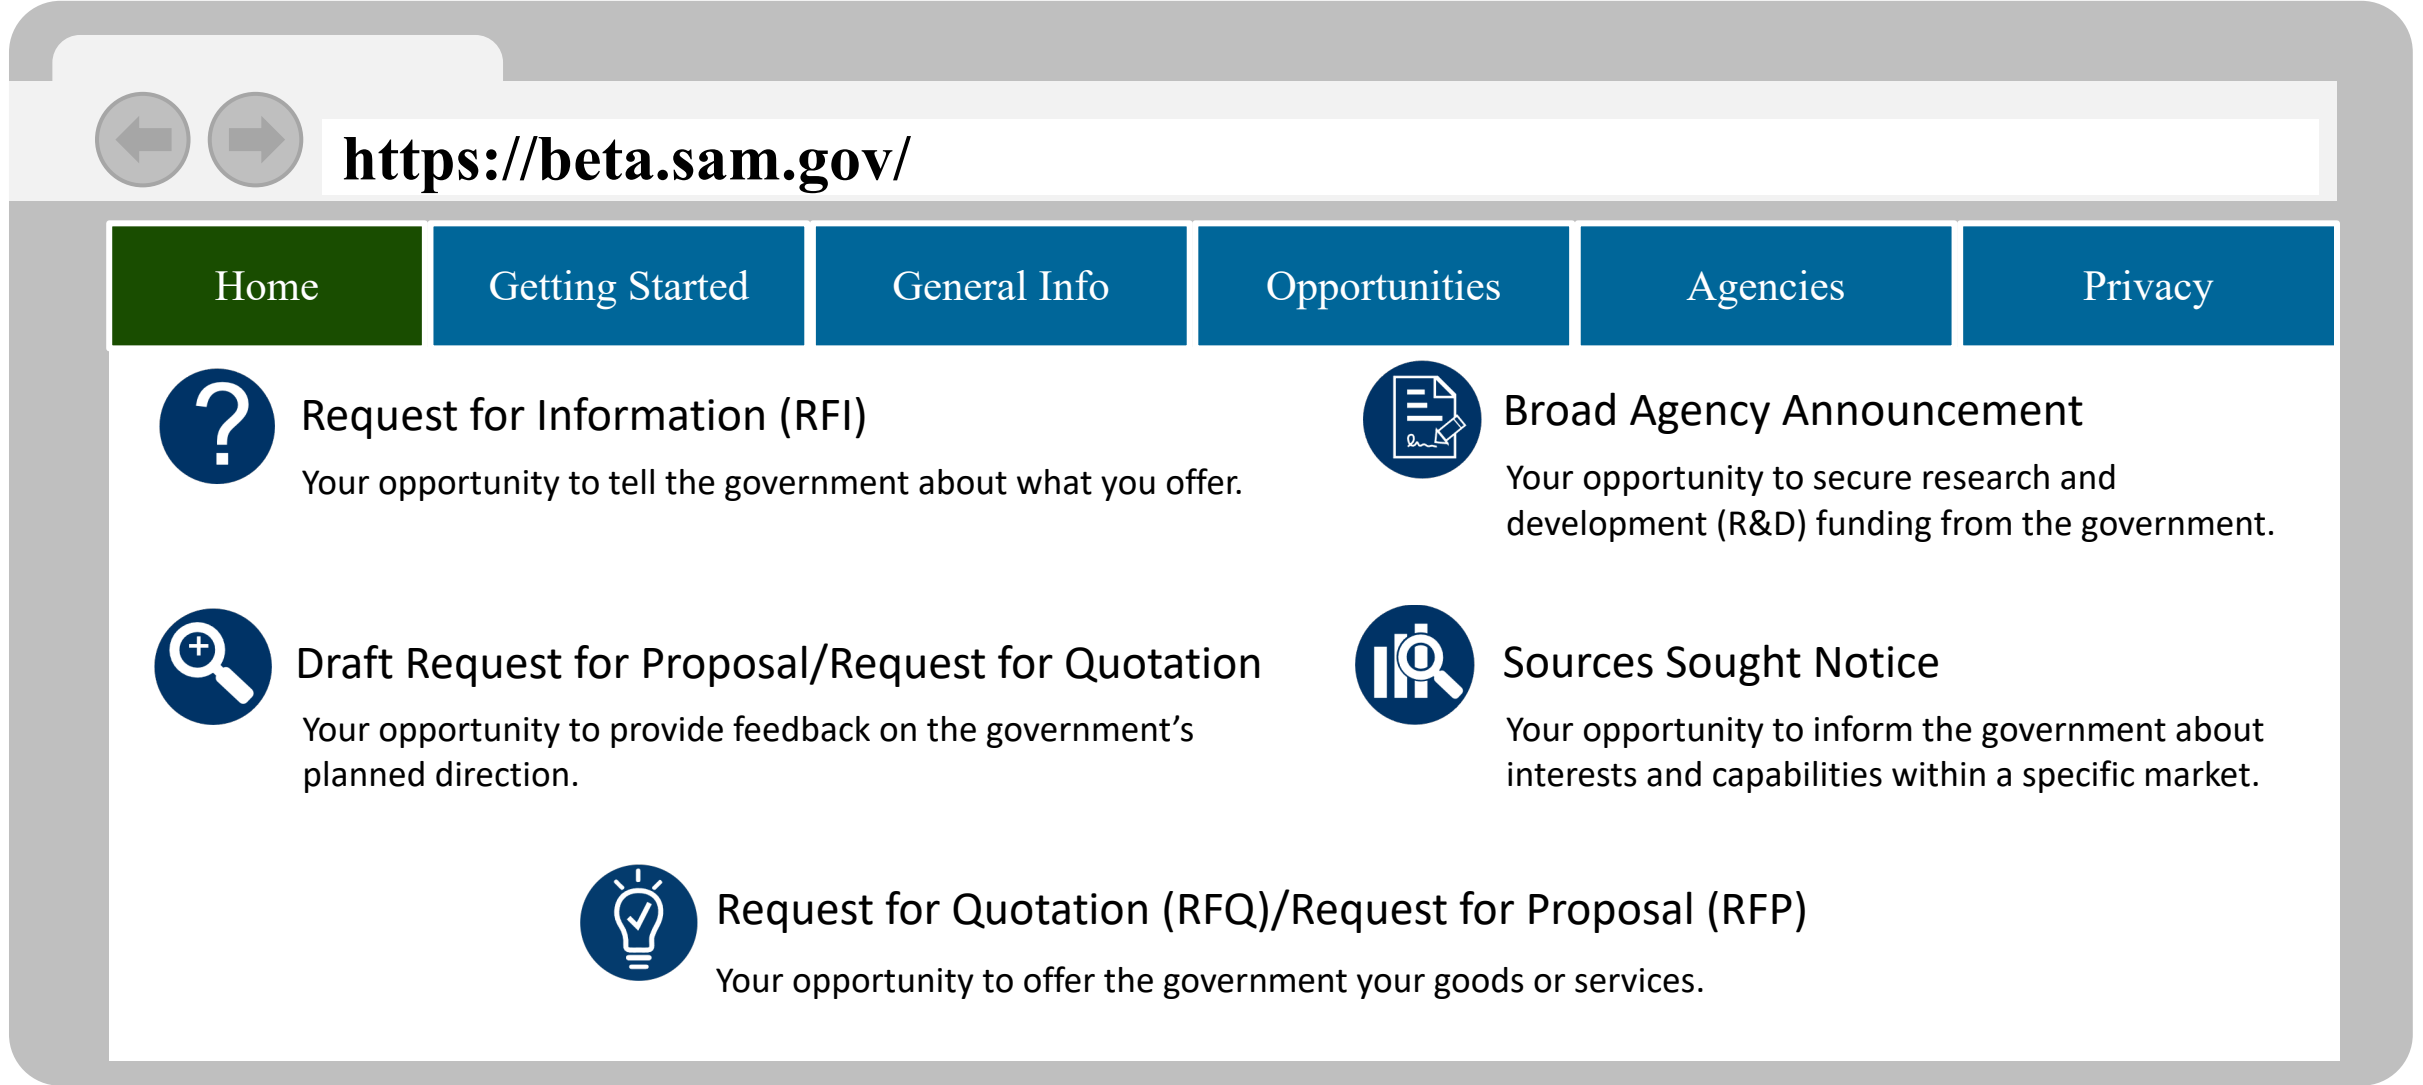 https://beta.sam.gov/
Home
Getting Started
General Info
Opportunities
Agencies
Privacy
Request for Information (RFI)
Your opportunity to tell the government about what you offer.
Broad Agency Announcement
Your opportunity to secure research and
development (R&D) funding from the government.
Draft Request for Proposal/Request for Quotation
Your opportunity to provide feedback on the government’s
planned direction.
Sources Sought Notice
Your opportunity to inform the government about
interests and capabilities within a specific market.
Request for Quotation (RFQ)/Request for Proposal (RFP)
Your opportunity to offer the government your goods or services.